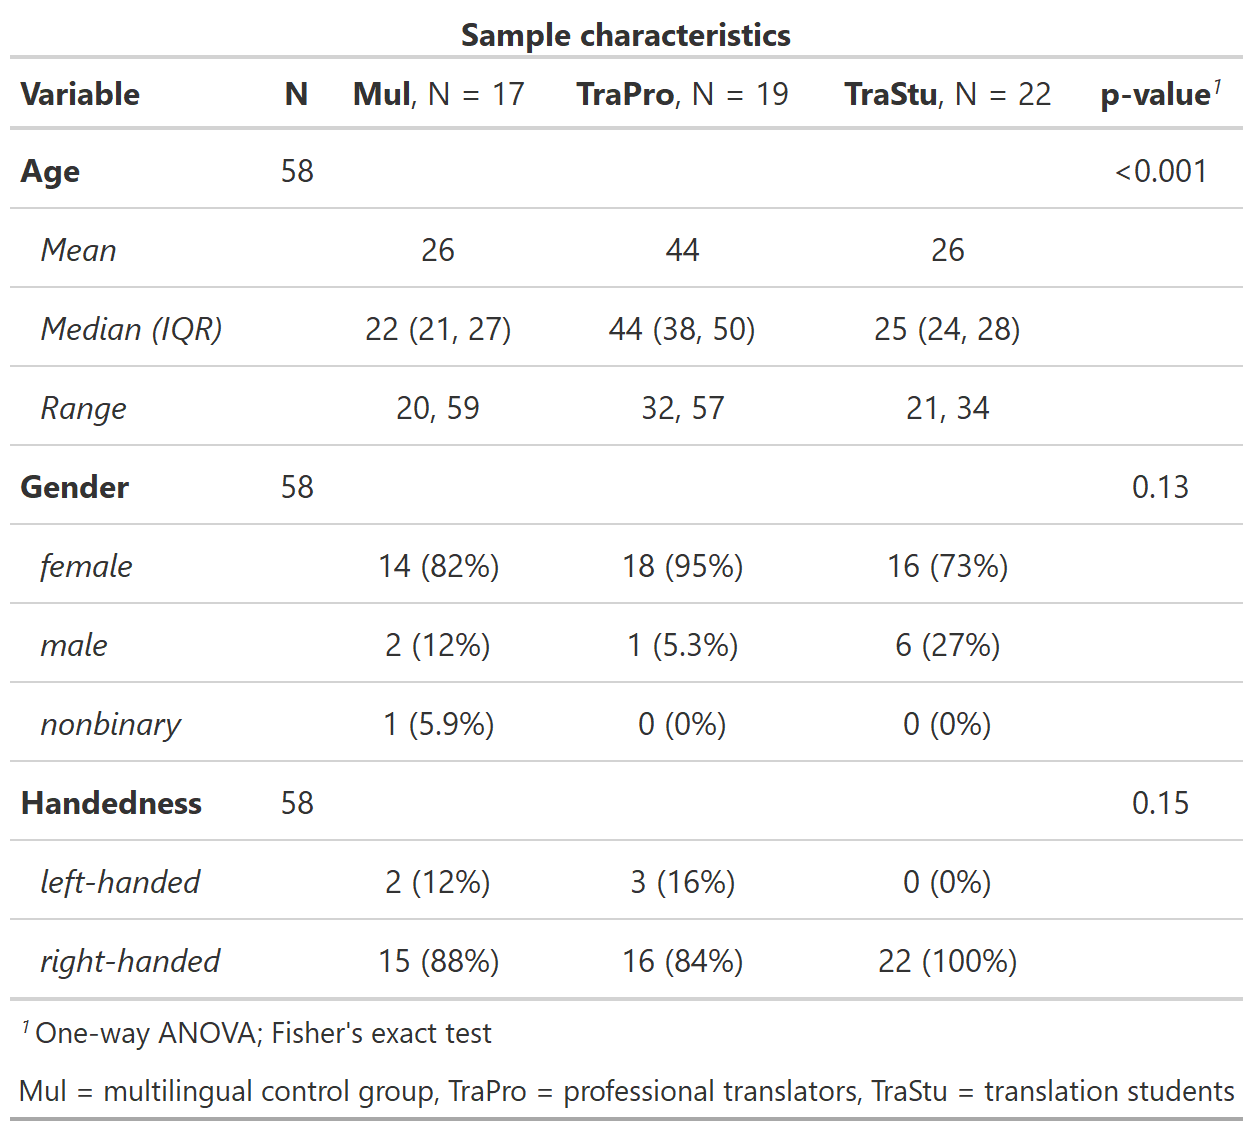 Sample characteristics
Variable N Mul, N = 17 TraPro, N = 19 TraStu, N = 22 p-value¹
Age 58 <0.001
Mean 26 44 26
Median (IQR) 22 (21, 27) 44 (38, 50) 25 (24, 28)
Range 20, 59 32, 57 21, 34
Gender 58 0.13
female 14 (82%) 18 (95%) 16 (73%)
male 2 (12%) 1 (5.3%) 6 (27%)
nonbinary 1 (5.9%) 0 (0%) 0 (0%)
Handedness 58 0.15
left-handed 2 (12%) 3 (16%) 0 (0%)
right-handed 15 (88%) 16 (84%) 22 (100%)
¹ One-way ANOVA; Fisher's exact test
Mul = multilingual control group, TraPro = professional translators, TraStu = translation students